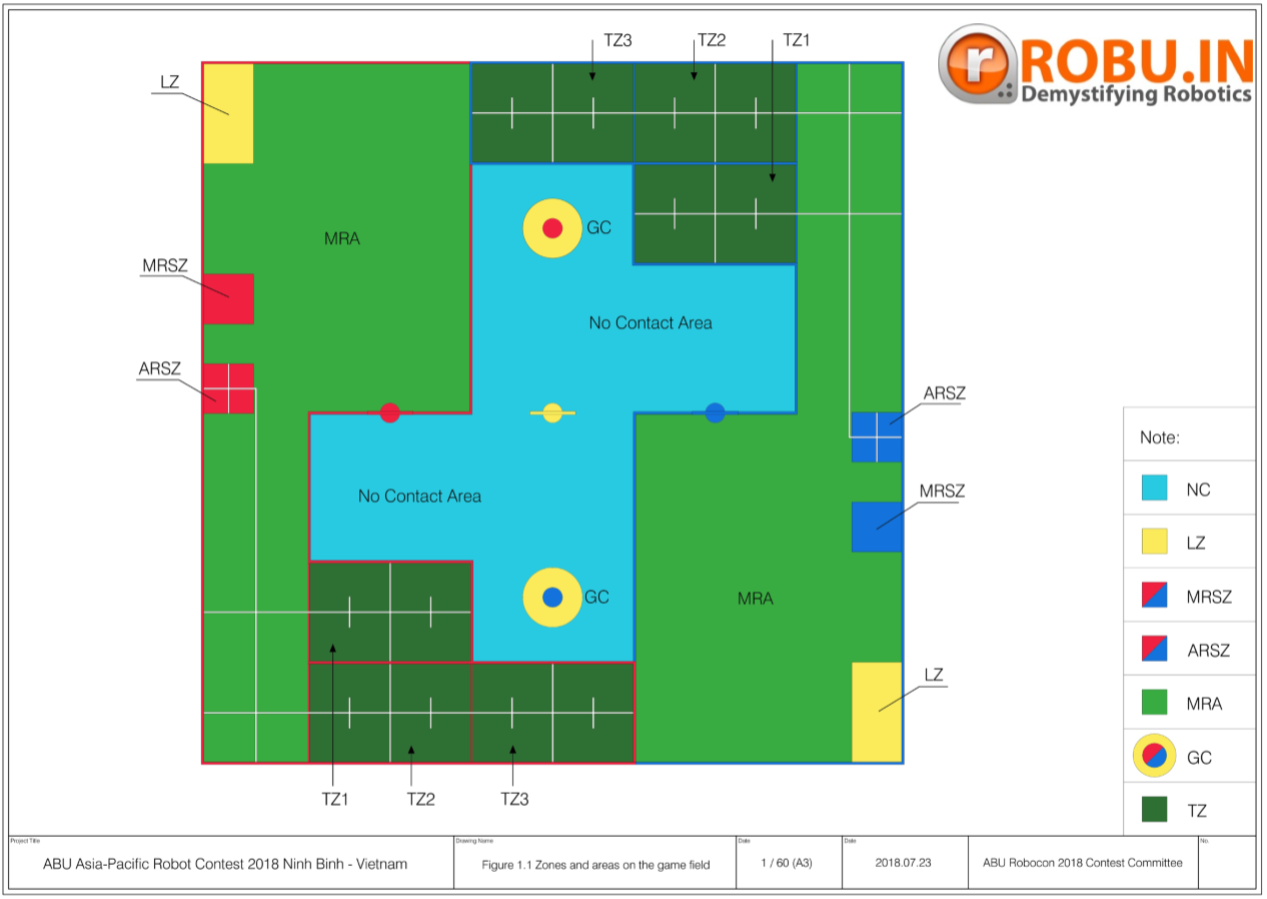 TZ3
TZ2
TZ1
r ROBU.IN
Demystifying Robotics
LZ
GC
MRA
MRSZ
No Contact Area
ARSZ
ARSZ
No Contact Area
MRSZ
GC
MRA
LZ
TZ1
TZ2
TZ3
Note:
NC
LZ
MRSZ
ARSZ
MRA
GC
TZ
Project Title
ABU Asia-Pacific Robot Contest 2018 Ninh Binh - Vietnam
Drawing Name
Figure 1.1 Zones and areas on the game field
Date
1 / 60 (A3)
Date
2018.07.23
ABU Robocon 2018 Contest Committee
No.